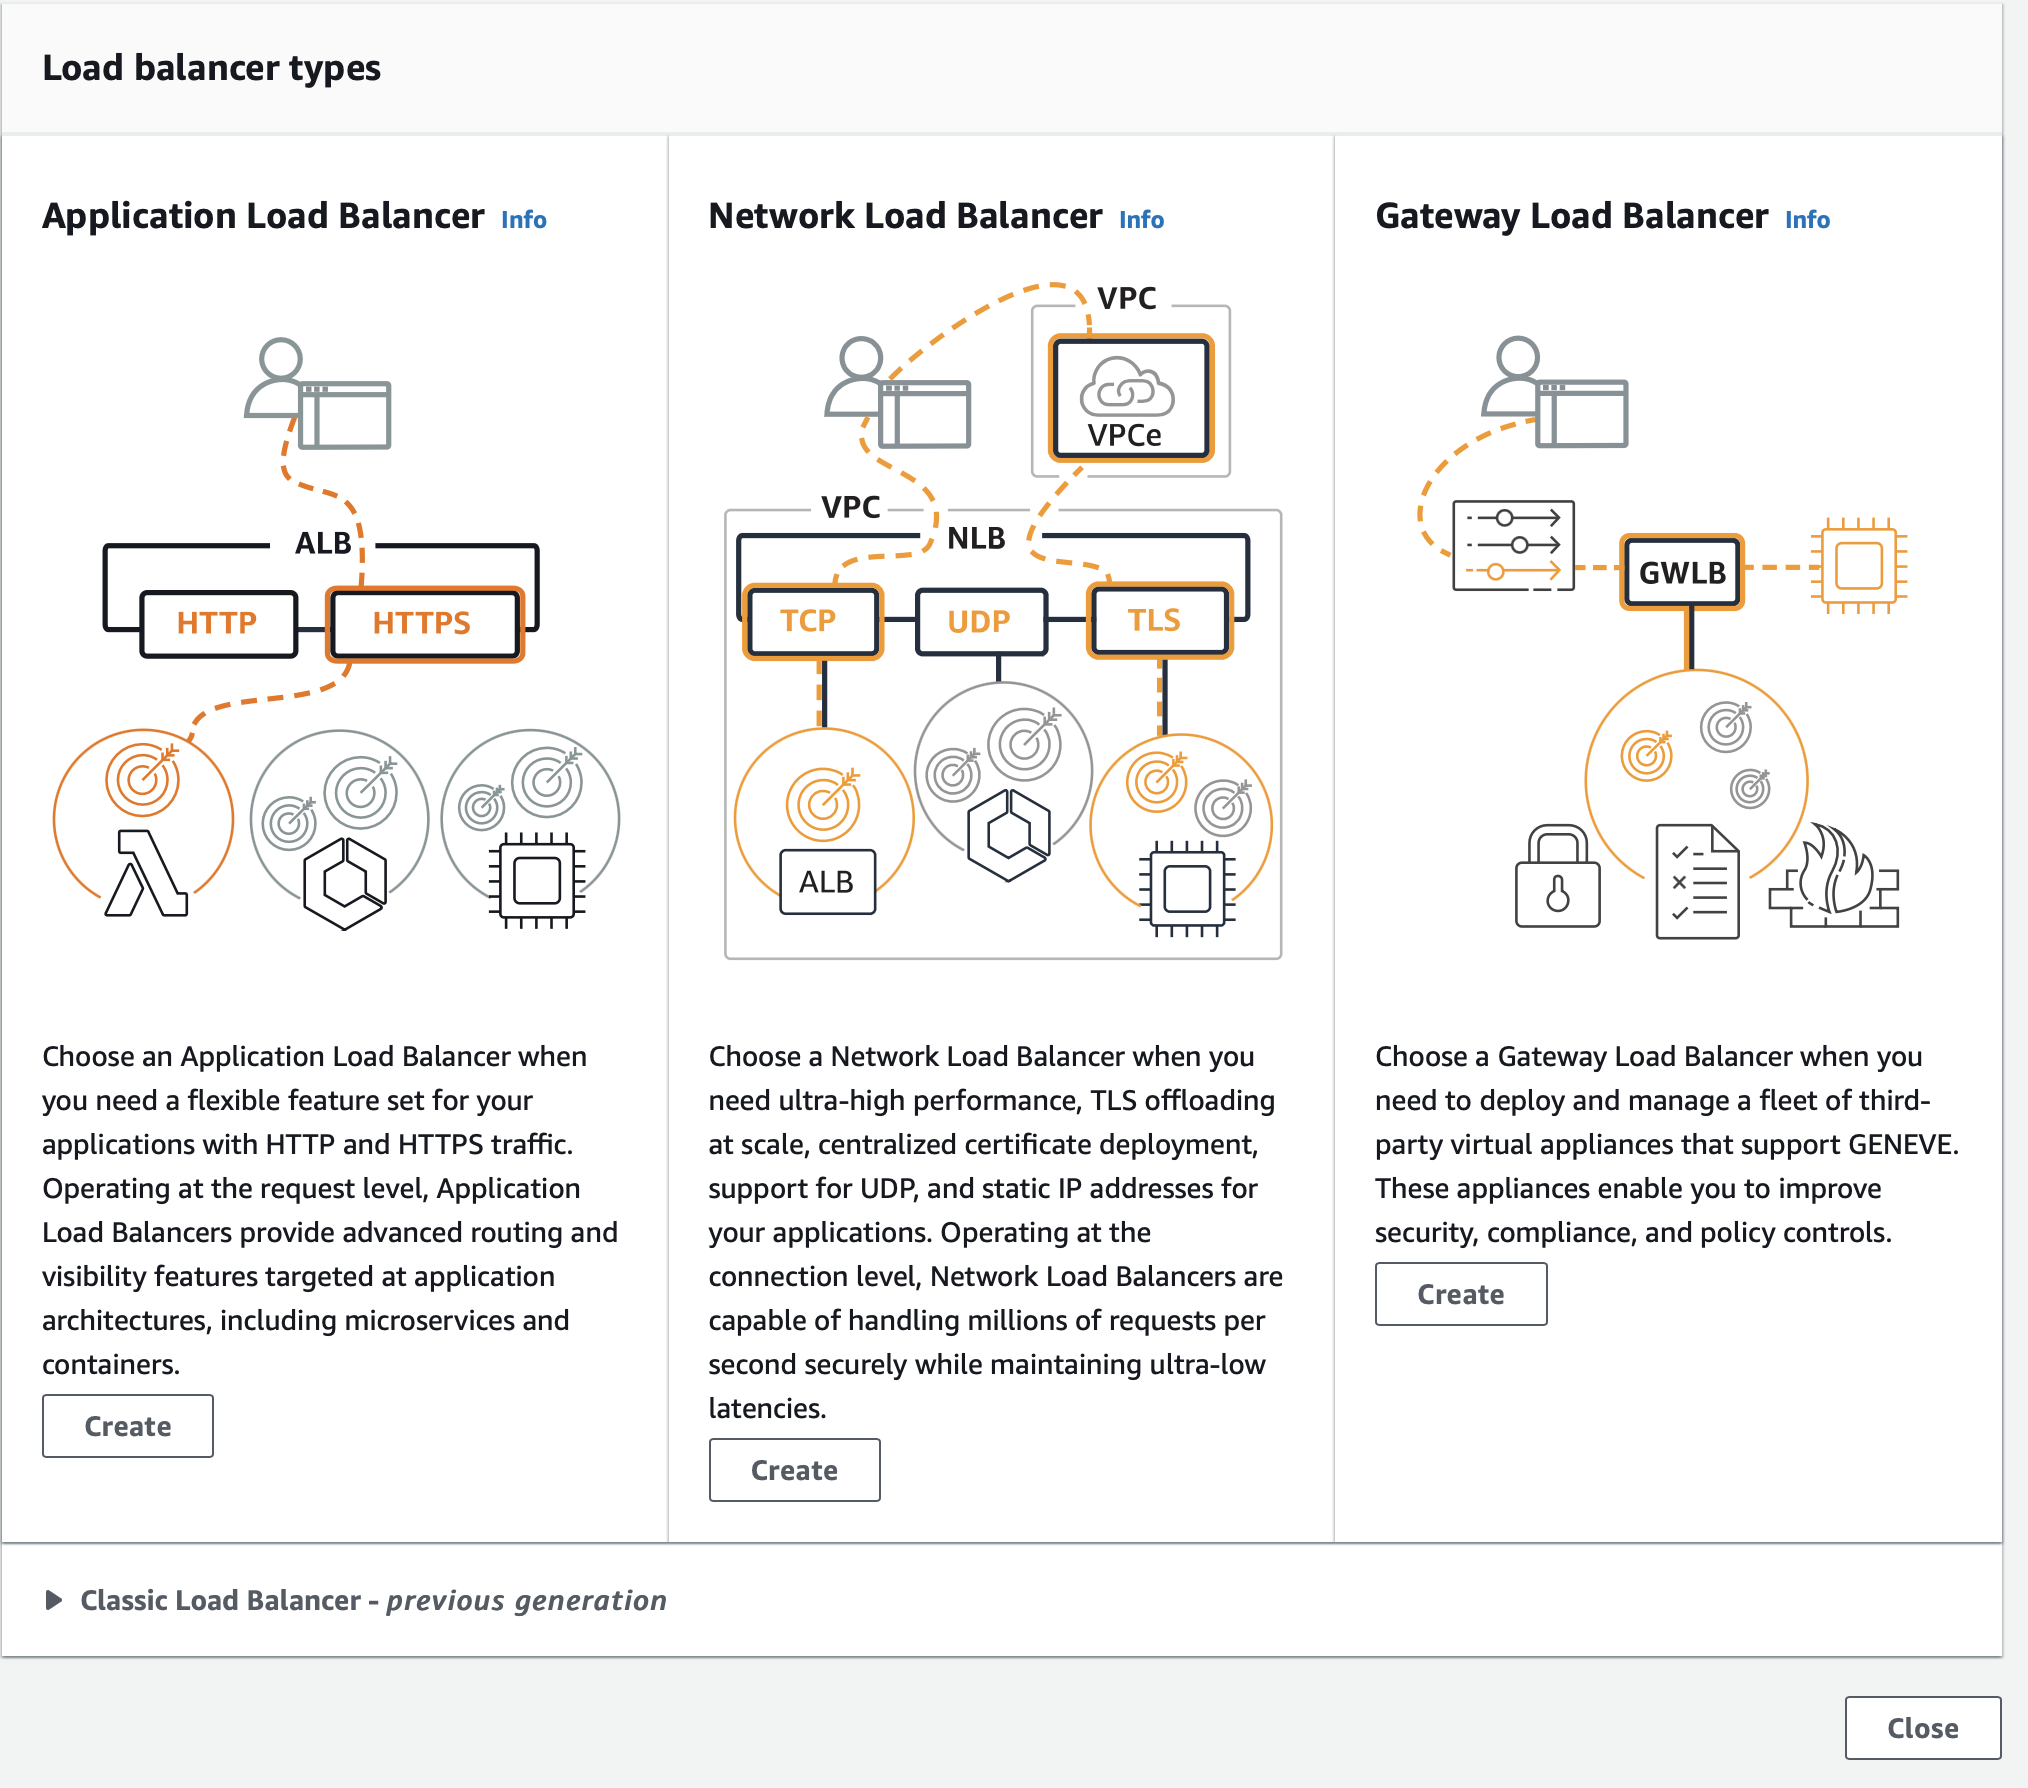 Load balancer types
Application Load Balancer Info
ALB
HTTP
HTTPS
Choose an Application Load Balancer when
you need a flexible feature set for your
applications with HTTP and HTTPS traffic.
Operating at the request level, Application
Load Balancers provide advanced routing and
visibility features targeted at application
architectures, including microservices and
containers.
Create
Network Load Balancer Info
VPC
VPCe
VPC
NLB
TCP
UDP
TLS
ALB
Choose a Network Load Balancer when you
need ultra-high performance, TLS offloading
at scale, centralized certificate deployment,
support for UDP, and static IP addresses for
your applications. Operating at the
connection level, Network Load Balancers are
capable of handling millions of requests per
second securely while maintaining ultra-low
latencies.
Create
Gateway Load Balancer Info
GWLB
Choose a Gateway Load Balancer when you
need to deploy and manage a fleet of third-
party virtual appliances that support GENEVE.
These appliances enable you to improve
security, compliance, and policy controls.
Create
Classic Load Balancer - previous generation
Close